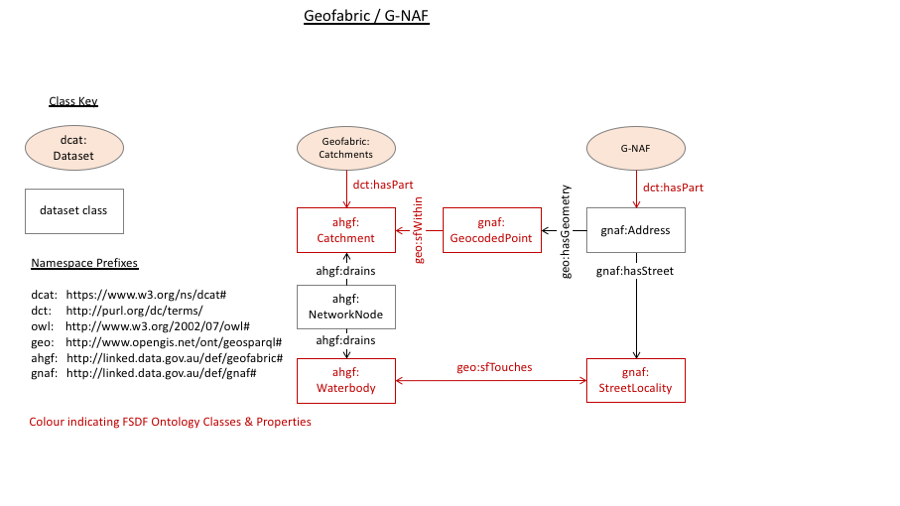 Geofabric / G-NAF
Class Key
dcat:
Dataset
dataset class
Namespace Prefixes
dcat: https://www.w3.org/ns/dcat#
dct: http://purl.org/dc/terms/
owl: http://www.w3.org/2002/07/owl#
geo: http://www.opengis.net/ont/geosparql#
ahgf: http://linked.data.gov.au/def/geofabric#
gnaf: http://linked.data.gov.au/def/gnaf#
Colour indicating FSDF Ontology Classes & Properties
Geofabric:
Catchments
G-NAF
dct:hasPart
dct:hasPart
ahgf:
Catchment
geo:sfWithin
gnaf:
GeocodedPoint
geo:hasGeometry
gnaf:Address
ahgf:drains
gnaf:hasStreet
ahgf:
NetworkNode
ahgf:drains
ahgf:
Waterbody
geo:sfTouches
gnaf:
StreetLocality